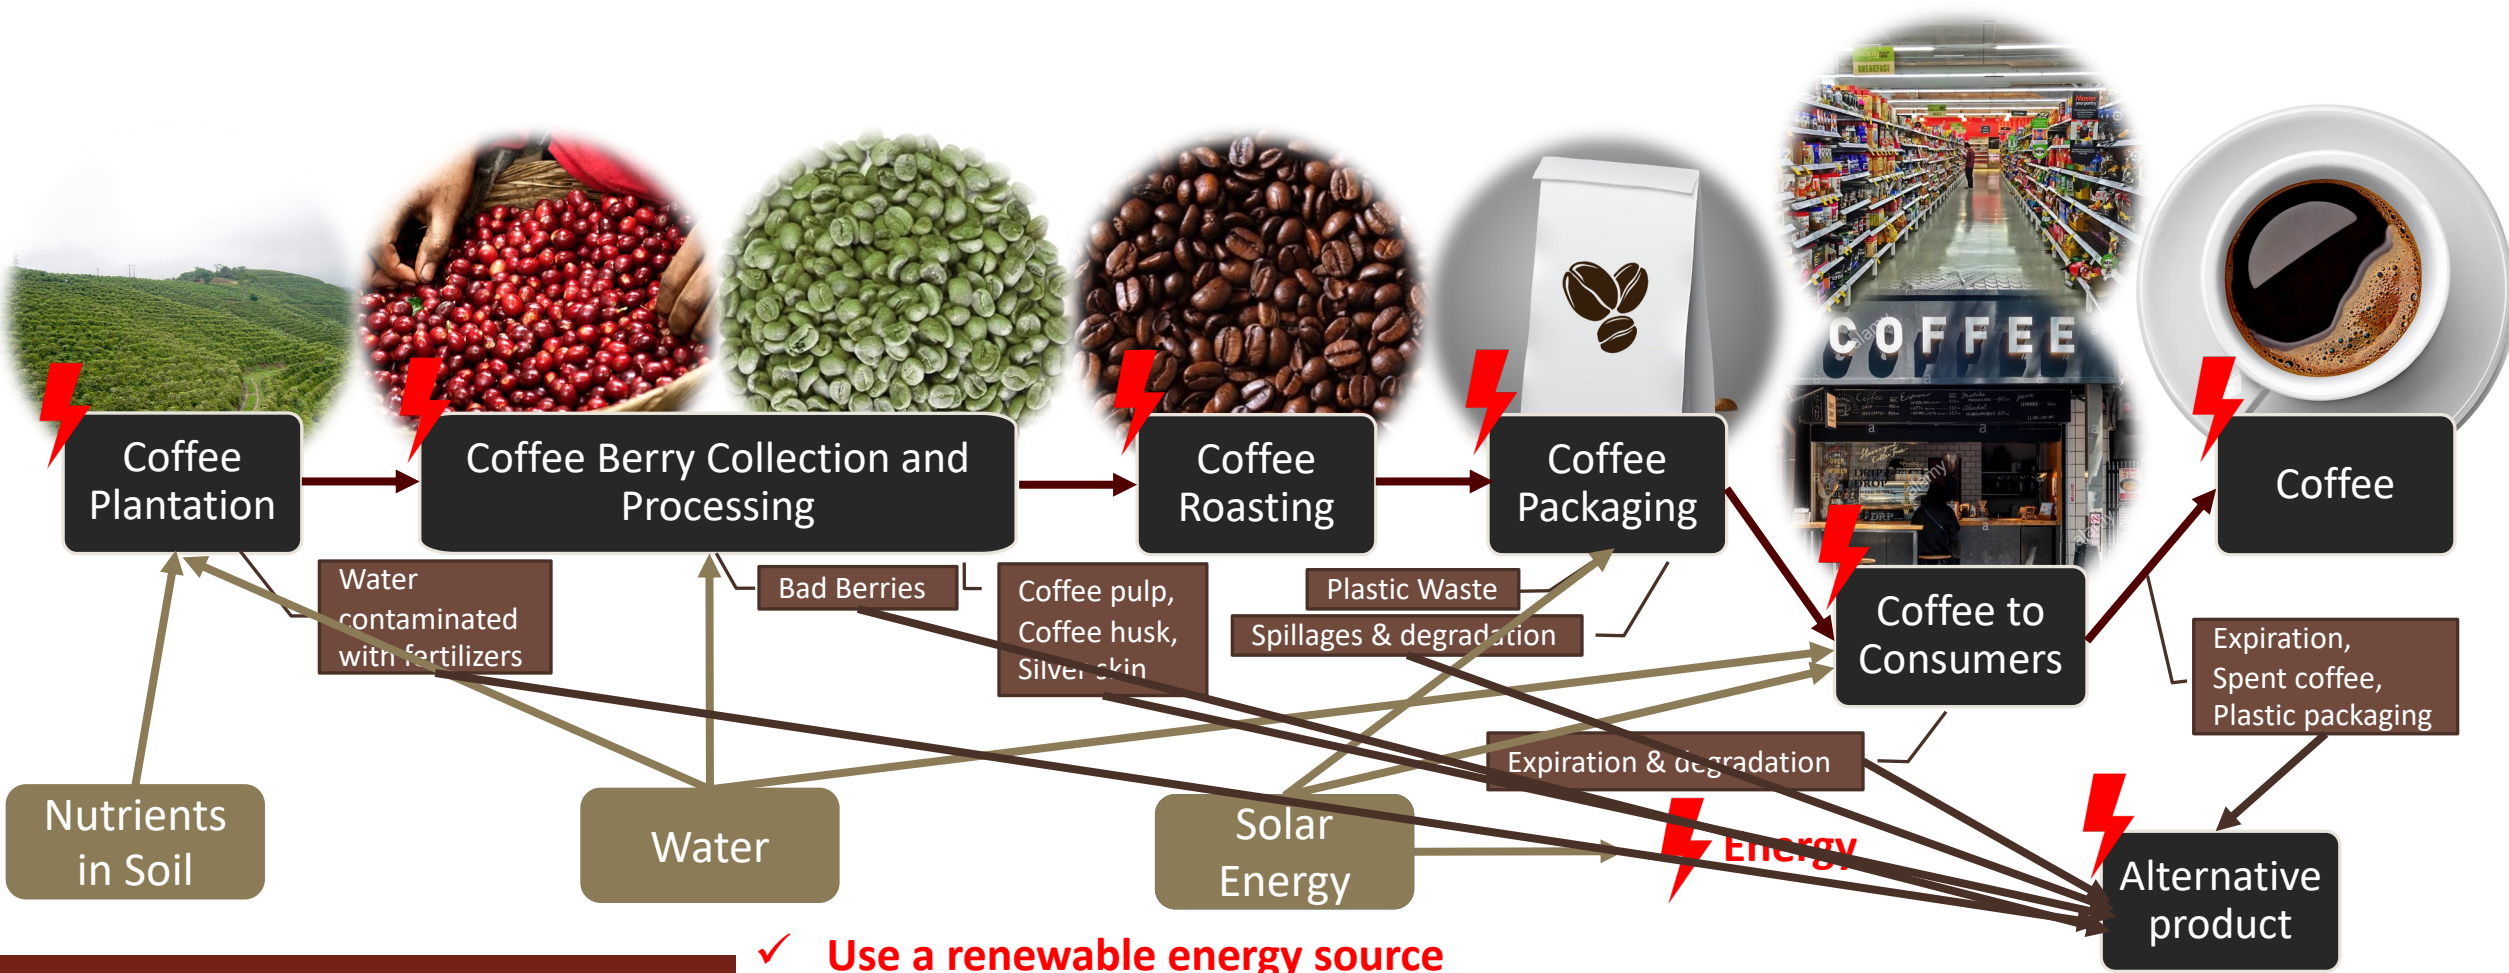 BREAKFAST
COFFEE
Coffee
Plantation
Coffee Berry Collection and
Processing
Coffee
Roasting
Coffee
Packaging
Coffee to
Consumers
Coffee
Water
contaminated
with fertilizers
Bad Berries
Coffee pulp,
Coffee husk,
Silver skin
Plastic Waste
Spillages & degradation
Expiration & degradation
Expiration,
Spent coffee,
Plastic packaging
Nutrients
in Soil
Water
Solar
Energy
Energy
Alternative
product
✓ Use a renewable energy source